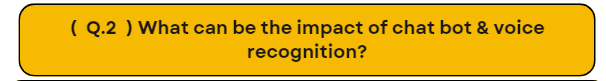 ( Q.2 ) What can be the impact of chat bot & voice
recognition?